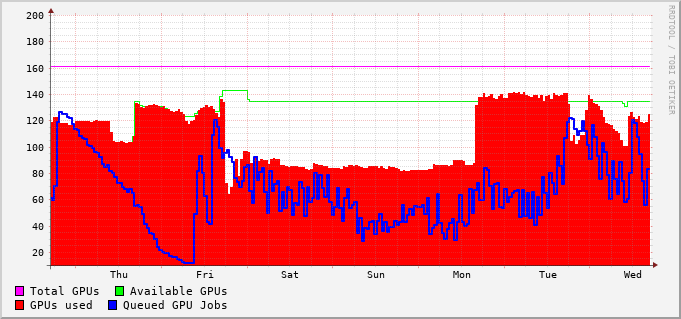 200
180
160
140
120
100
80
60
40
20
Thu Fri Sat Sun Mon Tue Wed
Total GPUs Available GPUs
GPUs used Queued GPU Jobs
RRDTOOL / TOBI OETIKER